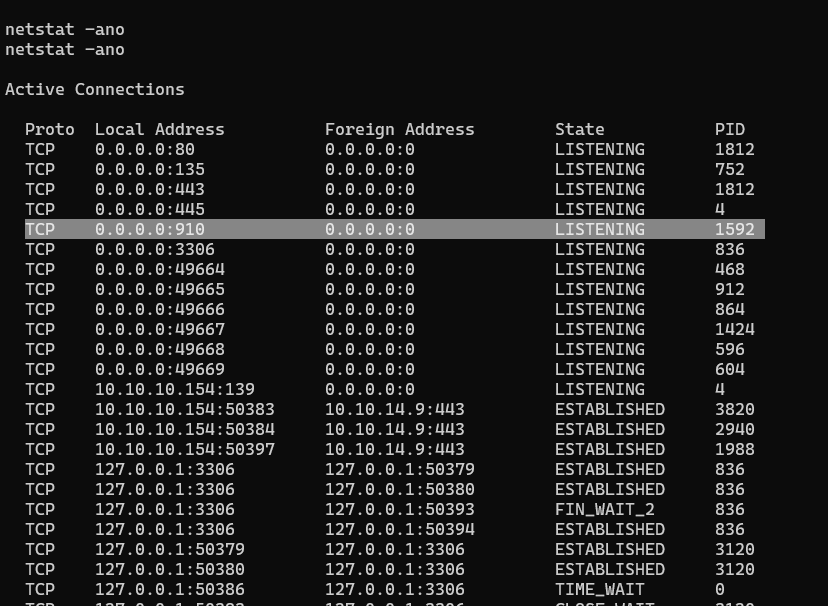 netstat -ano
netstat -ano
Active Connections
Proto Local Address Foreign Address State PID
TCP 0.0.0.0:80 0.0.0.0:0 LISTENING 1812
TCP 0.0.0.0:135 0.0.0.0:0 LISTENING 752
TCP 0.0.0.0:443 0.0.0.0:0 LISTENING 1812
TCP 0.0.0.0:445 0.0.0.0:0 LISTENING 4
TCP 0.0.0.0:910 0.0.0.0:0 LISTENING 1592
TCP 0.0.0.0:3306 0.0.0.0:0 LISTENING 836
TCP 0.0.0.0:49664 0.0.0.0:0 LISTENING 468
TCP 0.0.0.0:49665 0.0.0.0:0 LISTENING 912
TCP 0.0.0.0:49666 0.0.0.0:0 LISTENING 864
TCP 0.0.0.0:49667 0.0.0.0:0 LISTENING 1424
TCP 0.0.0.0:49668 0.0.0.0:0 LISTENING 596
TCP 0.0.0.0:49669 0.0.0.0:0 LISTENING 604
TCP 10.10.10.154:139 0.0.0.0:0 LISTENING 4
TCP 10.10.10.154:50383 10.10.14.9:443 ESTABLISHED 3820
TCP 10.10.10.154:50384 10.10.14.9:443 ESTABLISHED 2940
TCP 10.10.10.154:50397 10.10.14.9:443 ESTABLISHED 1988
TCP 127.0.0.1:3306 127.0.0.1:50379 ESTABLISHED 836
TCP 127.0.0.1:3306 127.0.0.1:50380 ESTABLISHED 836
TCP 127.0.0.1:3306 127.0.0.1:50393 FIN_WAIT_2 836
TCP 127.0.0.1:3306 127.0.0.1:50394 ESTABLISHED 836
TCP 127.0.0.1:50379 127.0.0.1:3306 ESTABLISHED 3120
TCP 127.0.0.1:50380 127.0.0.1:3306 ESTABLISHED 3120
TCP 127.0.0.1:50386 127.0.0.1:3306 TIME_WAIT 0